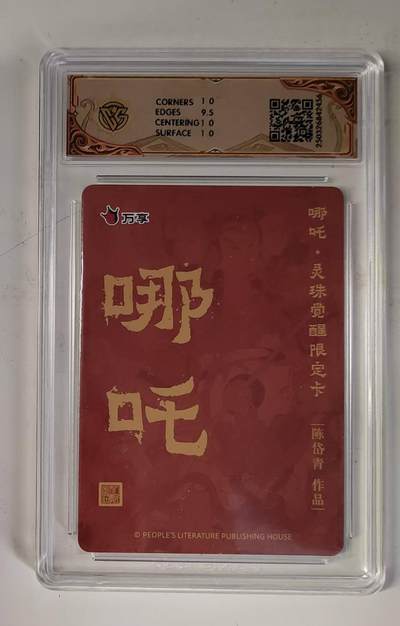 CORNERS 10
EDGES 9.5
CENTERING 10
SURFACE 10
万享
哪吒·灵珠觉醒限定卡
陈岱青 作品
哪
吒
© PEOPLE'S LITERATURE PUBLISHING HOUSE